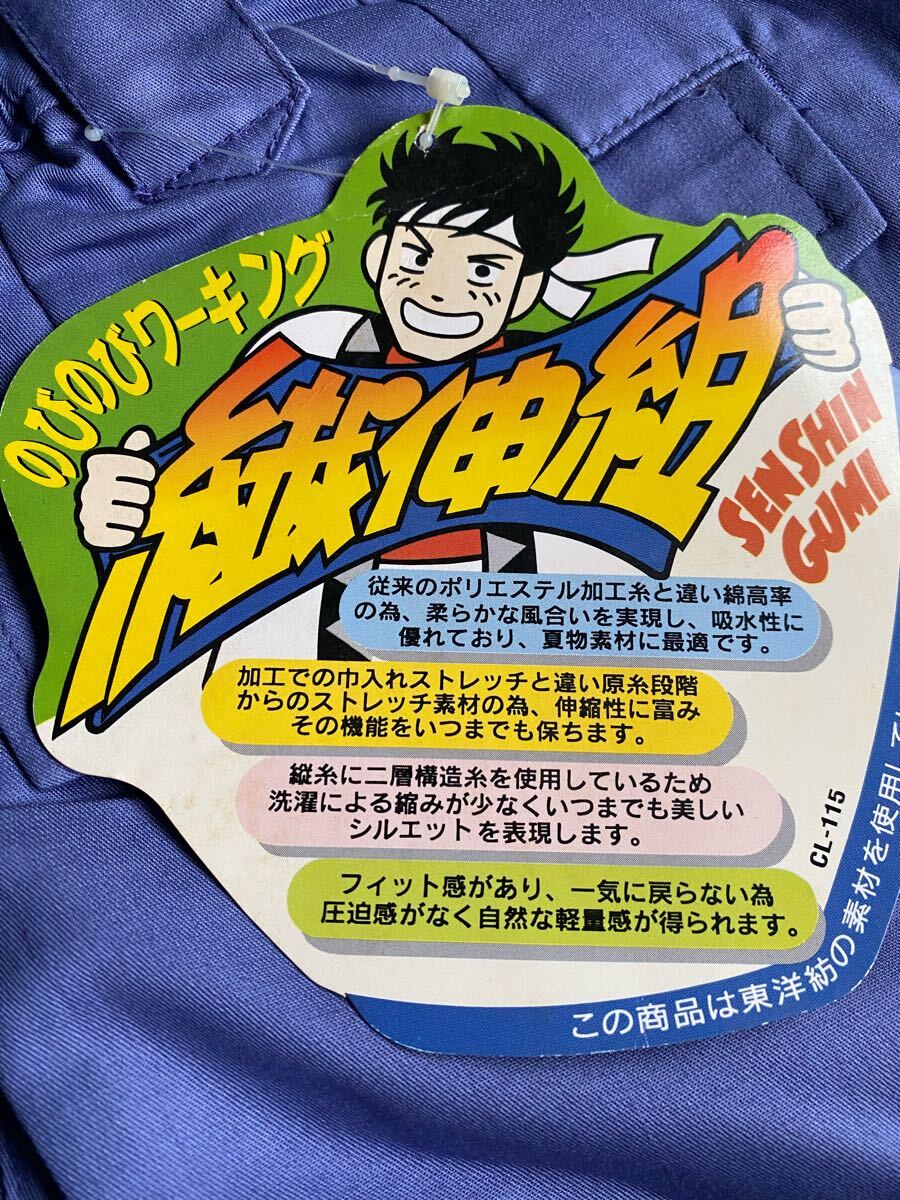 のびのびワーキング
繊伸組
SENSHIN
GUMI
従来のポリエステル加工糸と違い綿高率
の為、柔らかな風合いを実現し、吸水性に
優れており、夏物素材に最適です。
加工での巾入れストレッチと違い原糸段階
からのストレッチ素材の為、伸縮性に富み
その機能をいつまでも保ちます。
縦糸に二層構造糸を使用しているため
洗濯による縮みが少なくいつまでも美しい
シルエットを表現します。
フィット感があり、一気に戻らない為
圧迫感がなく自然な軽量感が得られます。
CL-115
この商品は東洋紡の素材を使用して